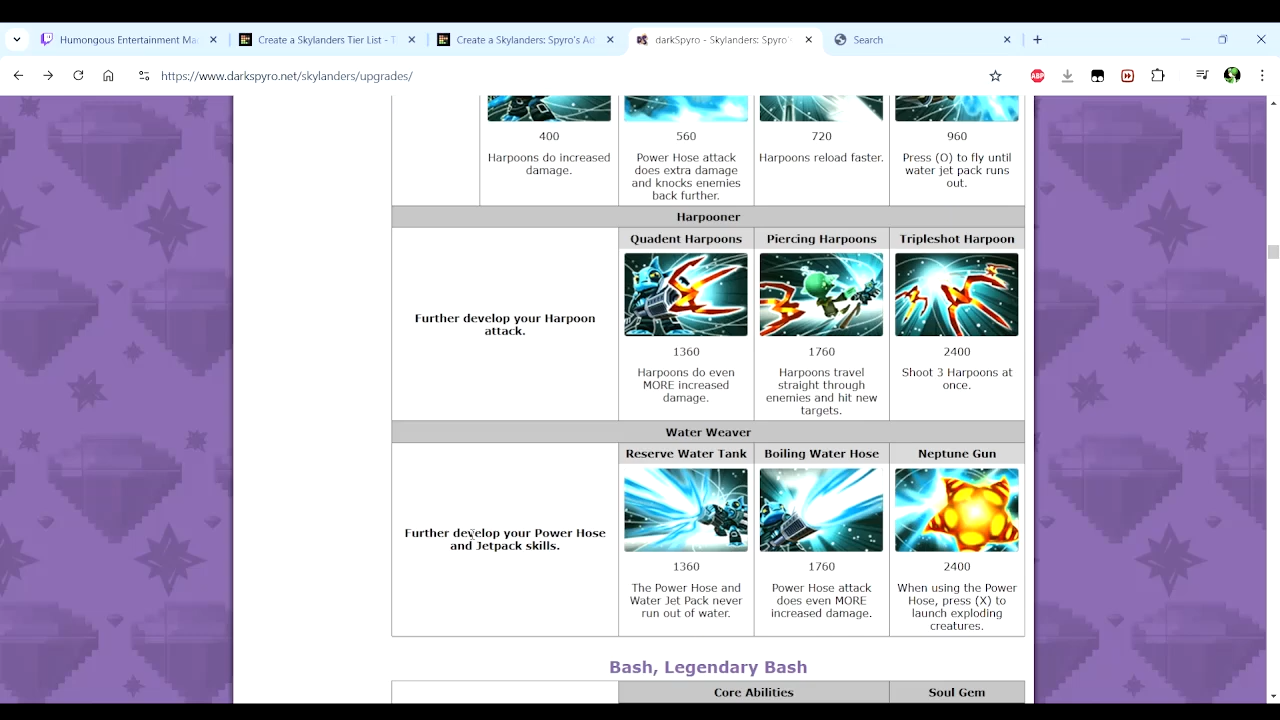 Humongous Entertainment Ma
Create a Skylanders Tier List - T
Create a Skylanders: Spyro's Ad
darkSpyro - Skylanders: Spyro'
Search
https://www.darkspyro.net/skylanders/upgrades/
ABP
400
560
720
960
Harpoons do increased
damage.
Power Hose attack
does extra damage
and knocks enemies
back further.
Harpoons reload faster.
Press (O) to fly until
water jet pack runs
out.
Harpooner
Quadent Harpoons
Piercing Harpoons
Tripleshot Harpoon
Further develop your Harpoon
attack.
1360
1760
2400
Harpoons do even
MORE increased
damage.
Harpoons travel
straight through
enemies and hit new
targets.
Shoot 3 Harpoons at
once.
Water Weaver
Reserve Water Tank
Boiling Water Hose
Neptune Gun
Further develop your Power Hose
and Jetpack skills.
1360
1760
2400
The Power Hose and
Water Jet Pack never
run out of water.
Power Hose attack
does even MORE
increased damage.
When using the Power
Hose, press (X) to
launch exploding
creatures.
Bash, Legendary Bash
Core Abilities
Soul Gem